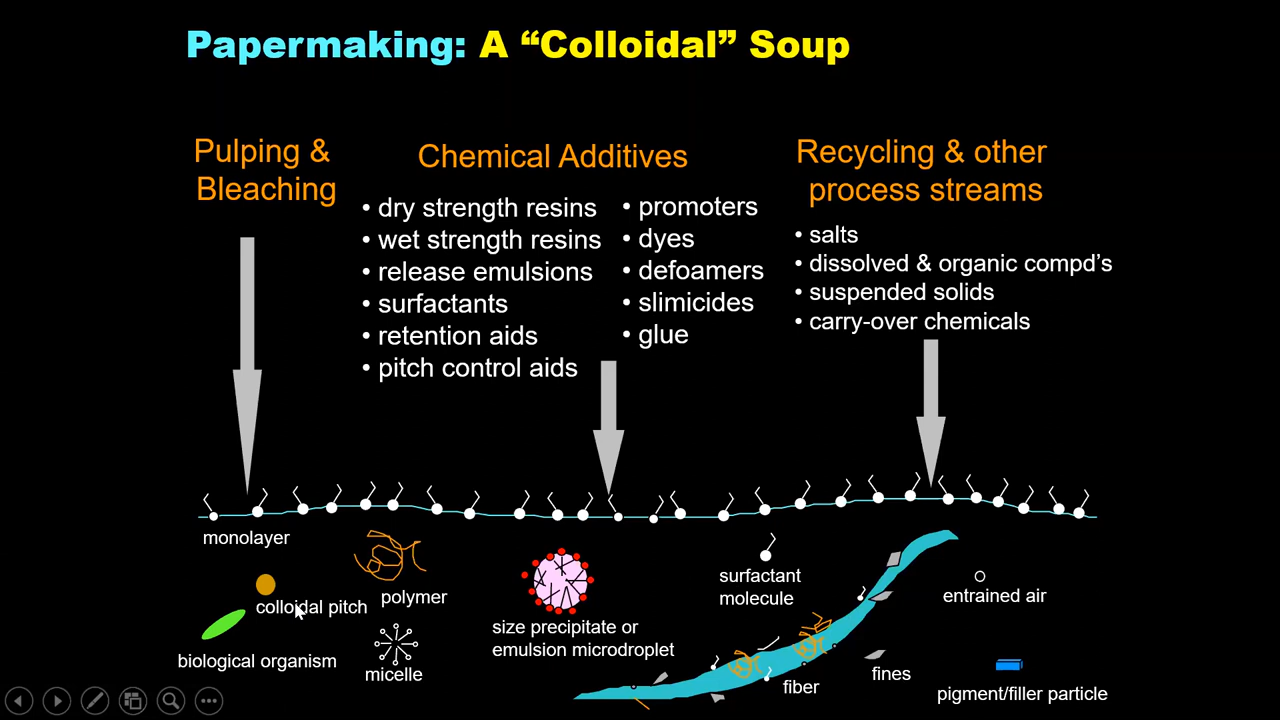 Papermaking: A “Colloidal” Soup
Pulping &
Bleaching
Chemical Additives
• dry strength resins
• wet strength resins
• release emulsions
• surfactants
• retention aids
• pitch control aids
• promoters
• dyes
• defoamers
• slimicides
• glue
Recycling & other
process streams
• salts
• dissolved & organic compd’s
• suspended solids
• carry-over chemicals
monolayer
colloidal pitch
biological organism
polymer
micelle
size precipitate or
emulsion microdroplet
surfactant
molecule
fiber
fines
entrained air
pigment/filler particle